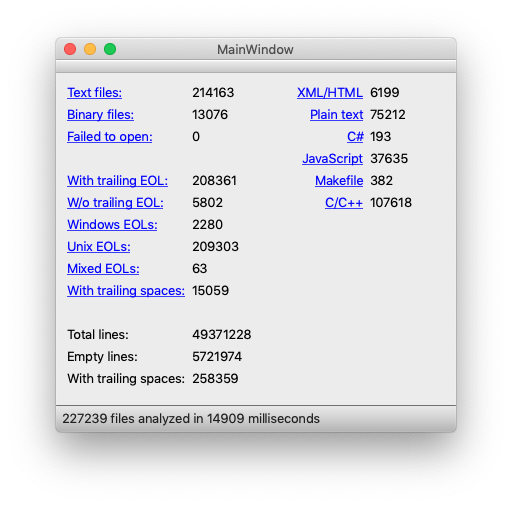 MainWindow
Text files: 214163 XML/HTML 6199
Binary files: 13076 Plain text 75212
Failed to open: 0 C# 193
JavaScript 37635
With trailing EOL: 208361 Makefile 382
W/o trailing EOL: 5802 C/C++ 107618
Windows EOLs: 2280
Unix EOLs: 209303
Mixed EOLs: 63
With trailing spaces: 15059
Total lines: 49371228
Empty lines: 5721974
With trailing spaces: 258359
227239 files analyzed in 14909 milliseconds